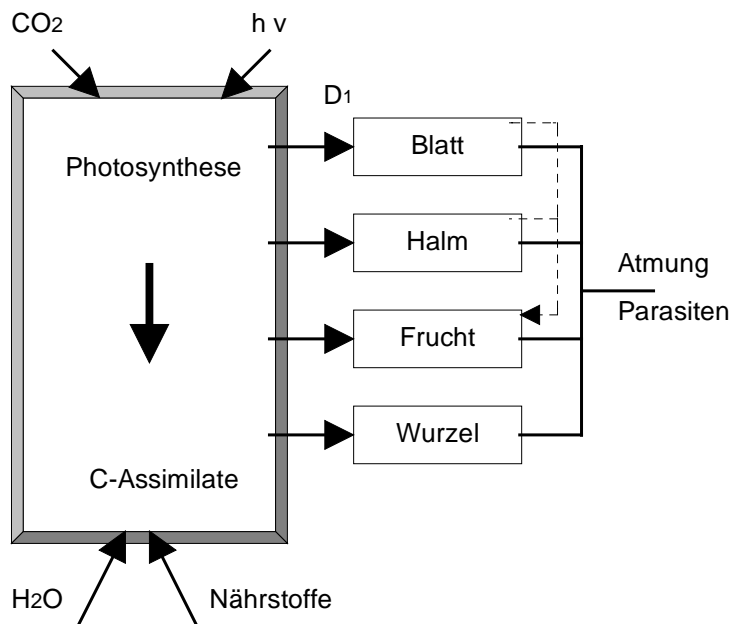 CO2
h v
D1
Blatt
Photosynthese
Halm
Atmung
Parasiten
Frucht
Wurzel
C-Assimilate
H2O
Nährstoffe